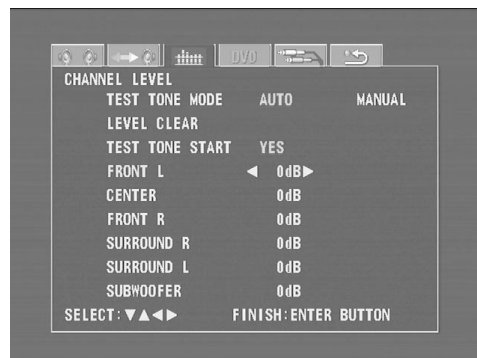 DVD
CHANNEL LEVEL
TEST TONE MODE AUTO MANUAL
LEVEL CLEAR
TEST TONE START YES
FRONT L ◀ 0dB▶
CENTER 0dB
FRONT R 0dB
SURROUND R 0dB
SURROUND L 0dB
SUBWOOFER 0dB
SELECT:▼▲◀▶ FINISH:ENTER BUTTON